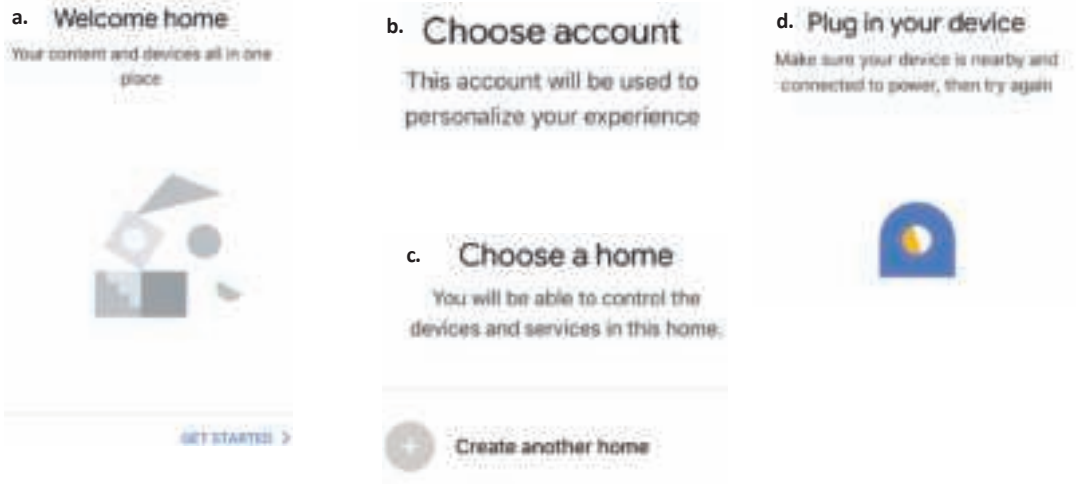 a. Welcome home
Your content and devices all in one
place
GET STARTED
b. Choose account
This account will be used to
personalize your experience
c. Choose a home
You will be able to control the
devices and services in this home.
Create another home
d. Plug in your device
Make sure your device is nearby and
connected to power, then try again